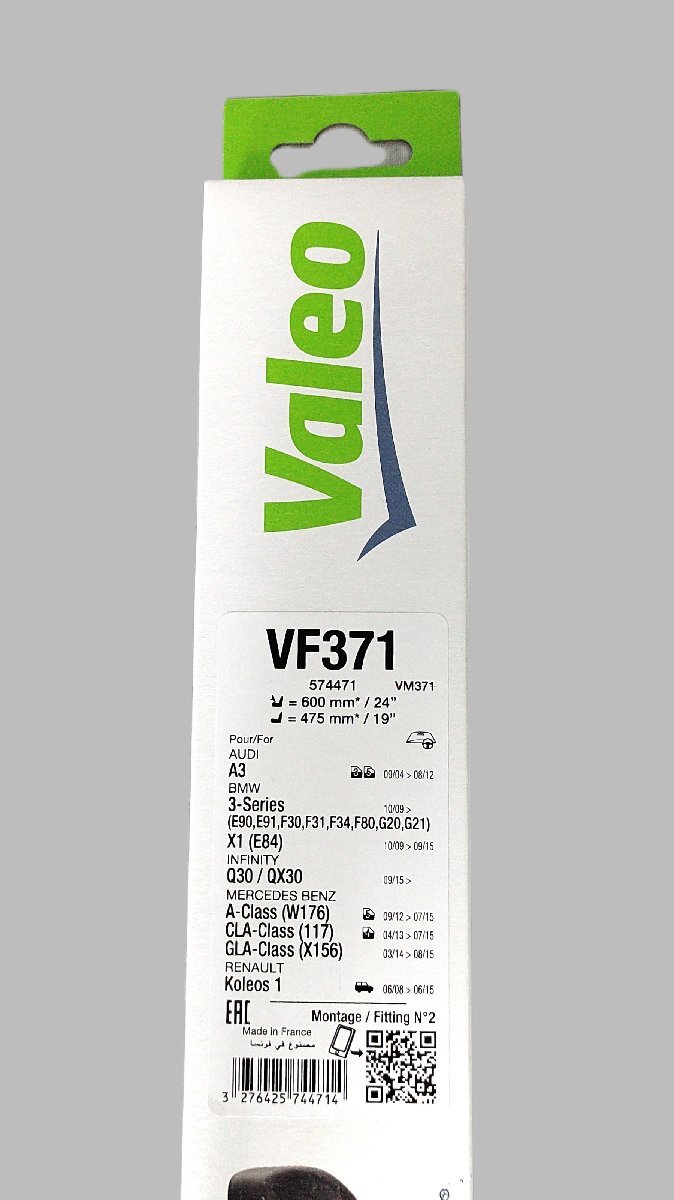 Valeo
VF371
574471 VM371
= 600 mm* / 24"
= 475 mm* / 19"
Pour/For
AUDI
A3 09/04 > 08/12
BMW
3-Series 10/09 >
(E90,E91,F30,F31,F34,F80,G20,G21)
X1 (E84) 10/09 > 09/15
INFINITY
Q30 / QX30 09/15 >
MERCEDES BENZ
A-Class (W176) 09/12 > 07/15
CLA-Class (117) 04/13 > 07/15
GLA-Class (X156) 03/14 > 08/15
RENAULT
Koleos 1 06/08 > 06/15
EAC Montage / Fitting N°2
Made in France
مصنوع في فرنسا
3 276425 744714